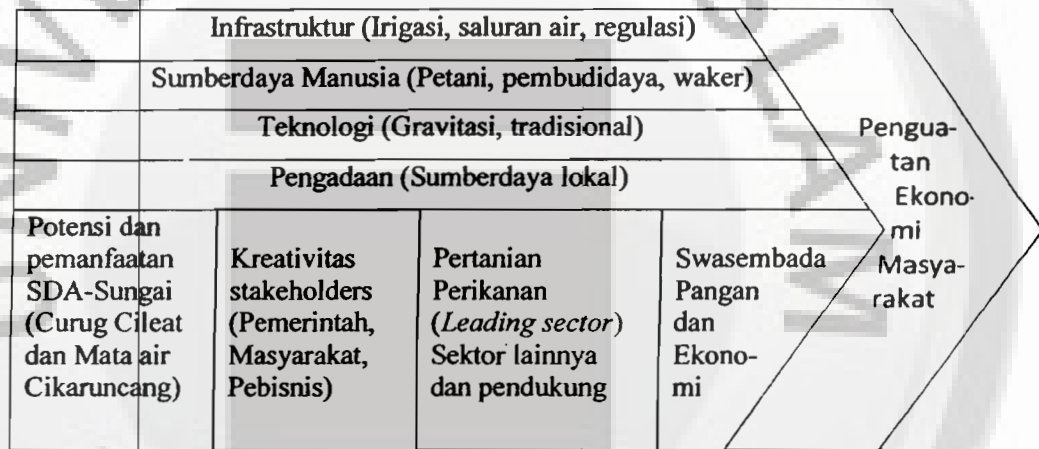 Infrastruktur (Irigasi, saluran air, regulasi)
Sumberdaya Manusia (Petani, pembudidaya, waker)
Teknologi (Gravitasi, tradisional)
Pengadaan (Sumberdaya lokal)
Potensi dan
pemanfaatan
SDA-Sungai
(Curug Cileat
dan Mata air
Cikaruncang)
Kreativitas
stakeholders
(Pemerintah,
Masyarakat,
Pebisnis)
Pertanian
Perikanan
(Leading sector)
Sektor lainnya
dan pendukung
Swasembada
Pangan
dan
Ekono-
mi
Pengua-
tan
Ekono-
mi
Masya-
rakat